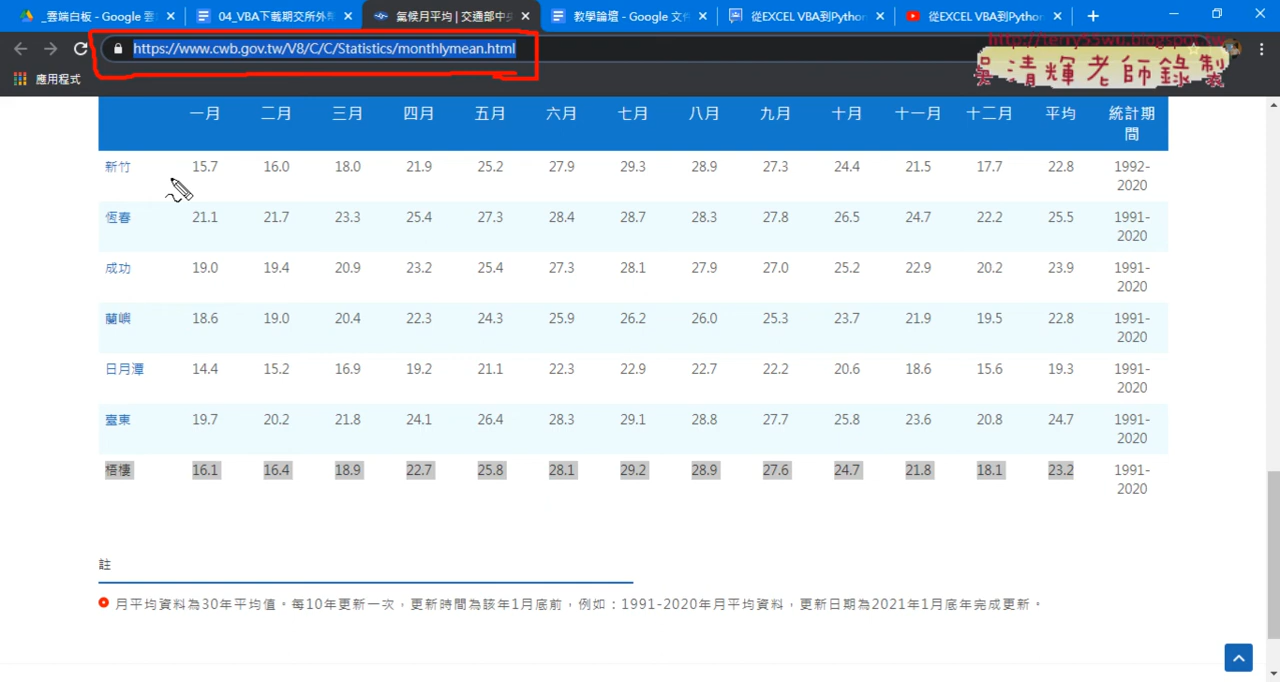 _雲端白板 - Google 雲
04_VBA下载期交所外幣
氣候月平均 | 交通部中央
教學論壇 - Google 文件
從EXCEL VBA到Python
從EXCEL VBA到Python
https://www.cwb.gov.tw/V8/C/C/Statistics/monthlymean.html
http://terry55wu.blogspot.tw
吳清輝老師錄製
應用程式
一月 二月 三月 四月 五月 六月 七月 八月 九月 十月 十一月 十二月 平均 統計期間
新竹 15.7 16.0 18.0 21.9 25.2 27.9 29.3 28.9 27.3 24.4 21.5 17.7 22.8 1992-2020
恆春 21.1 21.7 23.3 25.4 27.3 28.4 28.7 28.3 27.8 26.5 24.7 22.2 25.5 1991-2020
成功 19.0 19.4 20.9 23.2 25.4 27.3 28.1 27.9 27.0 25.2 22.9 20.2 23.9 1991-2020
蘭嶼 18.6 19.0 20.4 22.3 24.3 25.9 26.2 26.0 25.3 23.7 21.9 19.5 22.8 1991-2020
日月潭 14.4 15.2 16.9 19.2 21.1 22.3 22.9 22.7 22.2 20.6 18.6 15.6 19.3 1991-2020
臺東 19.7 20.2 21.8 24.1 26.4 28.3 29.1 28.8 27.7 25.8 23.6 20.8 24.7 1991-2020
梧棲 16.1 16.4 18.9 22.7 25.8 28.1 29.2 28.9 27.6 24.7 21.8 18.1 23.2 1991-2020
註
月平均資料為30年平均值。每10年更新一次，更新時間為該年1月底前，例如：1991-2020年月平均資料，更新日期為2021年1月底年完成更新。